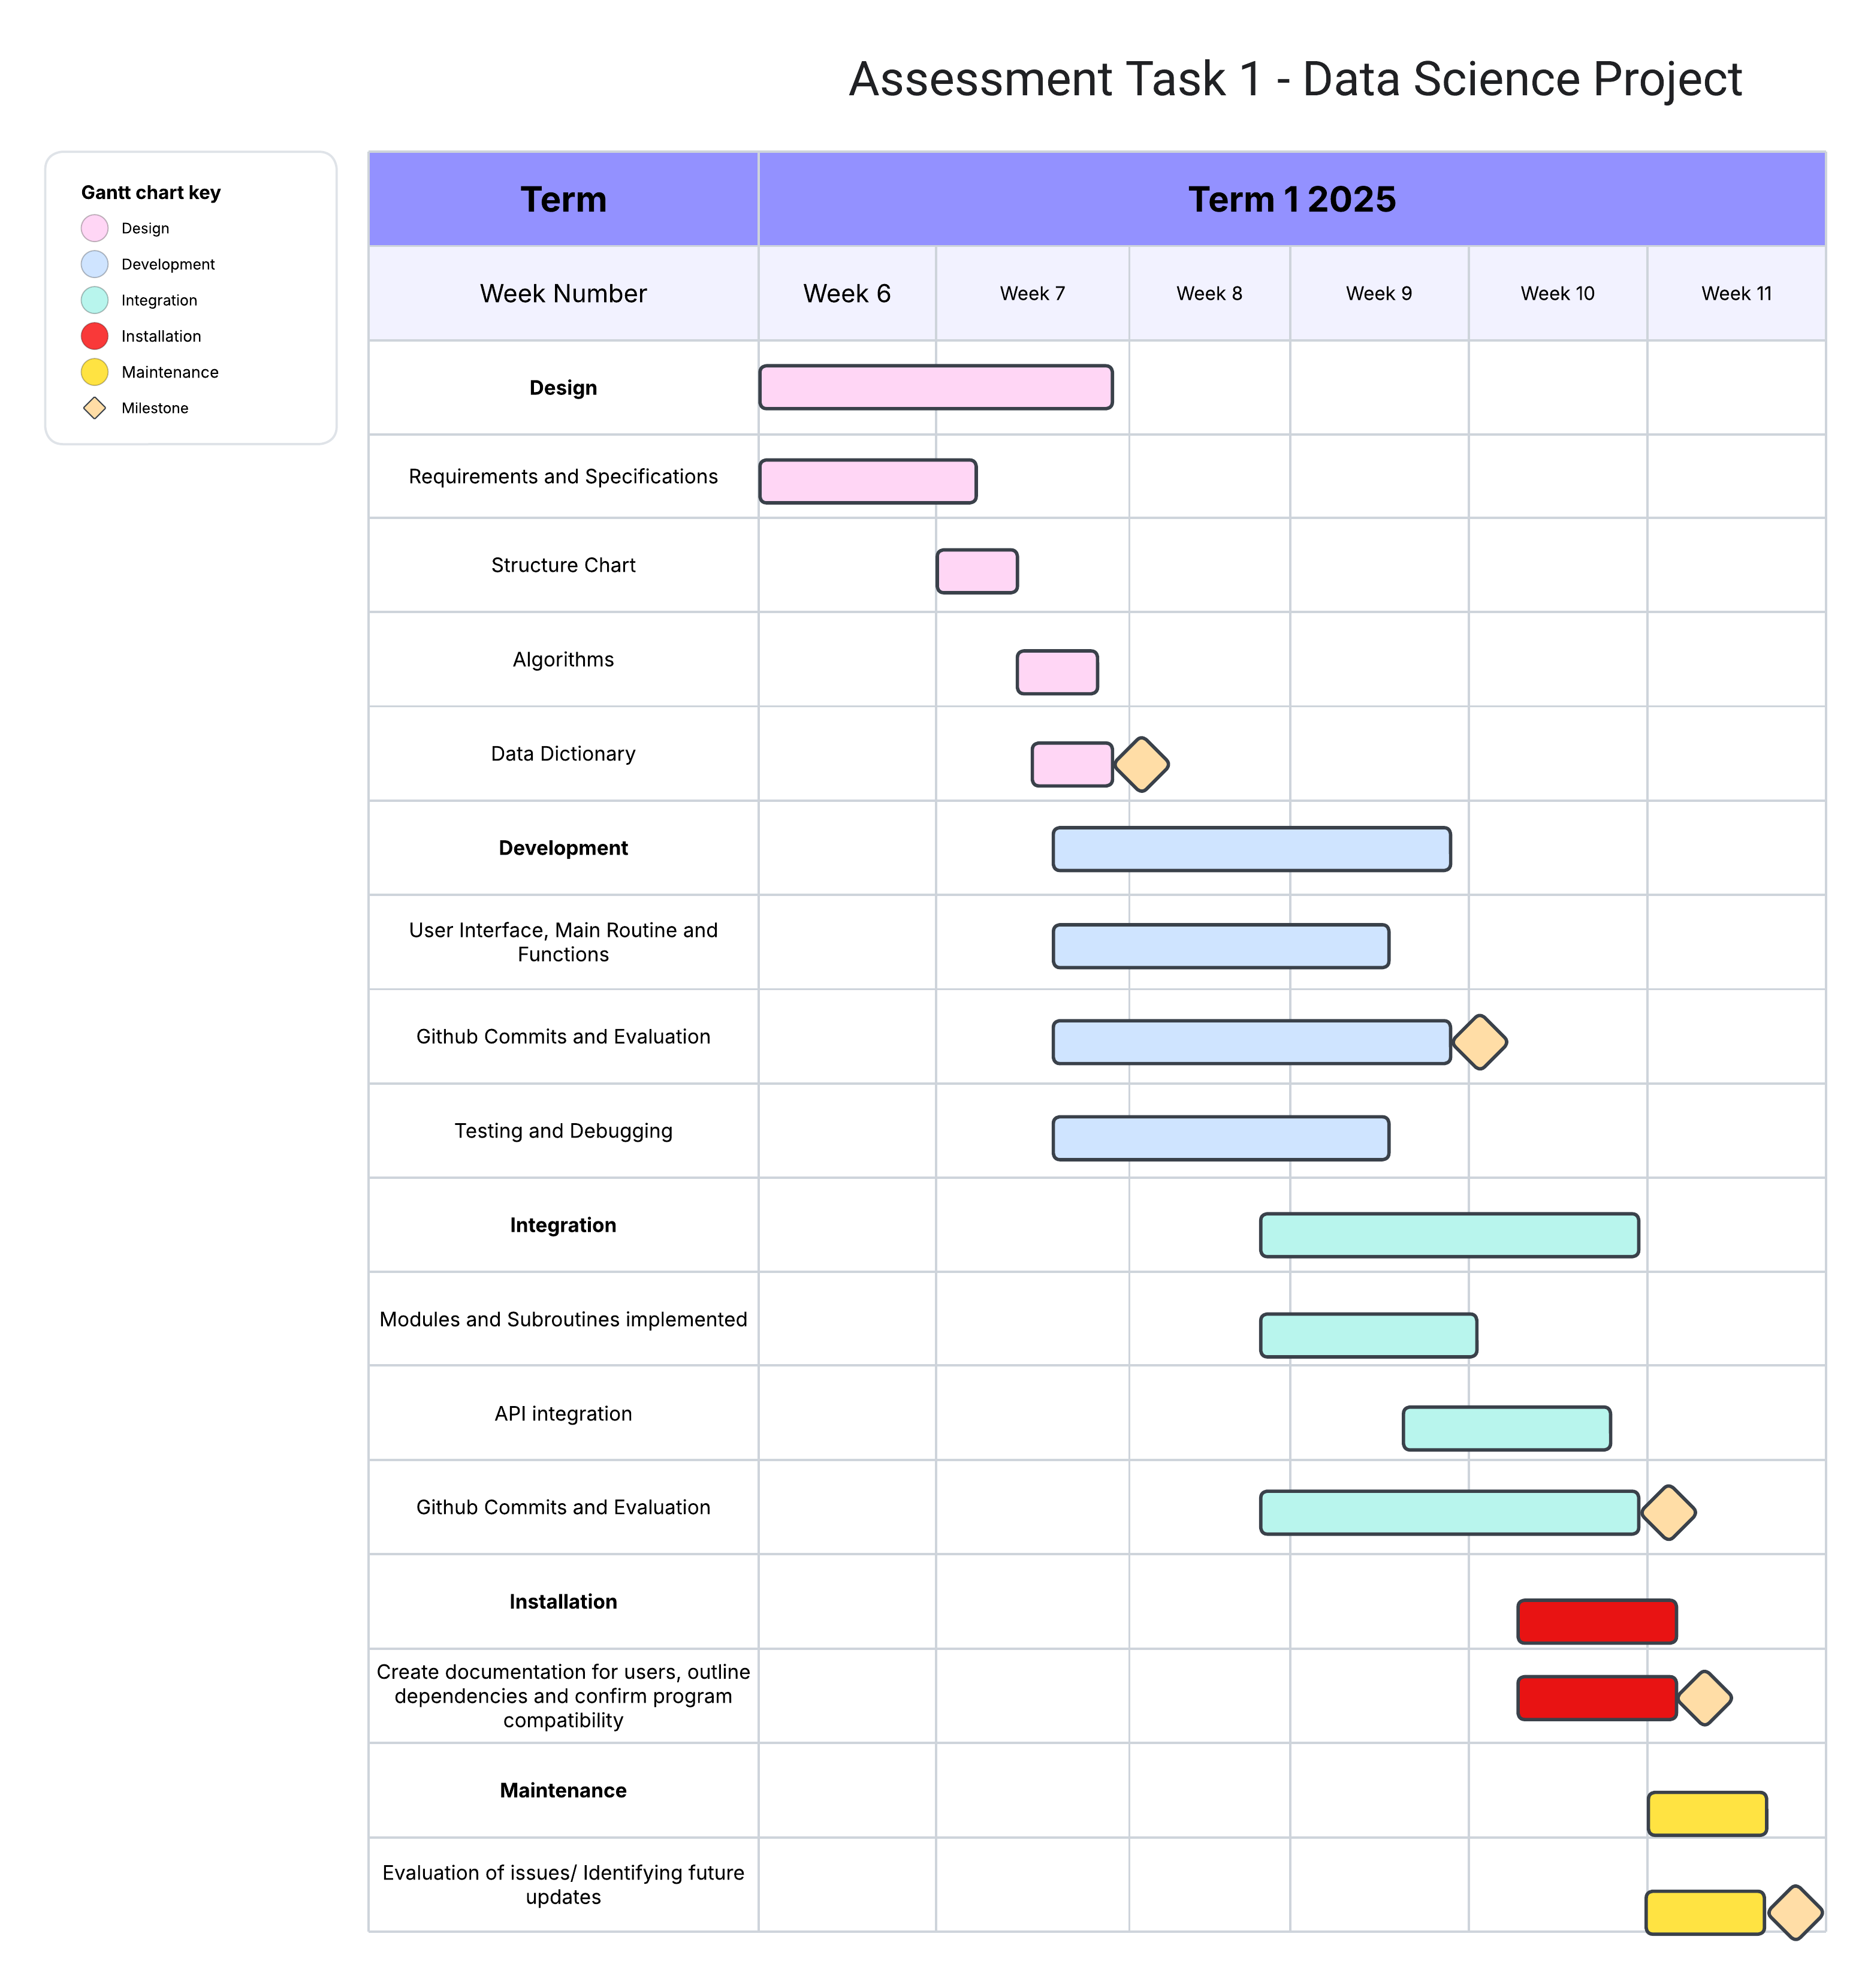 Assessment Task 1 - Data Science Project
Gantt chart key
Design
Development
Integration
Installation
Maintenance
Milestone
Term
Term 1 2025
Week Number
Week 6
Week 7
Week 8
Week 9
Week 10
Week 11
Design
Requirements and Specifications
Structure Chart
Algorithms
Data Dictionary
Development
User Interface, Main Routine and
Functions
Github Commits and Evaluation
Testing and Debugging
Integration
Modules and Subroutines implemented
API integration
Github Commits and Evaluation
Installation
Create documentation for users, outline
dependencies and confirm program
compatibility
Maintenance
Evaluation of issues/ Identifying future
updates